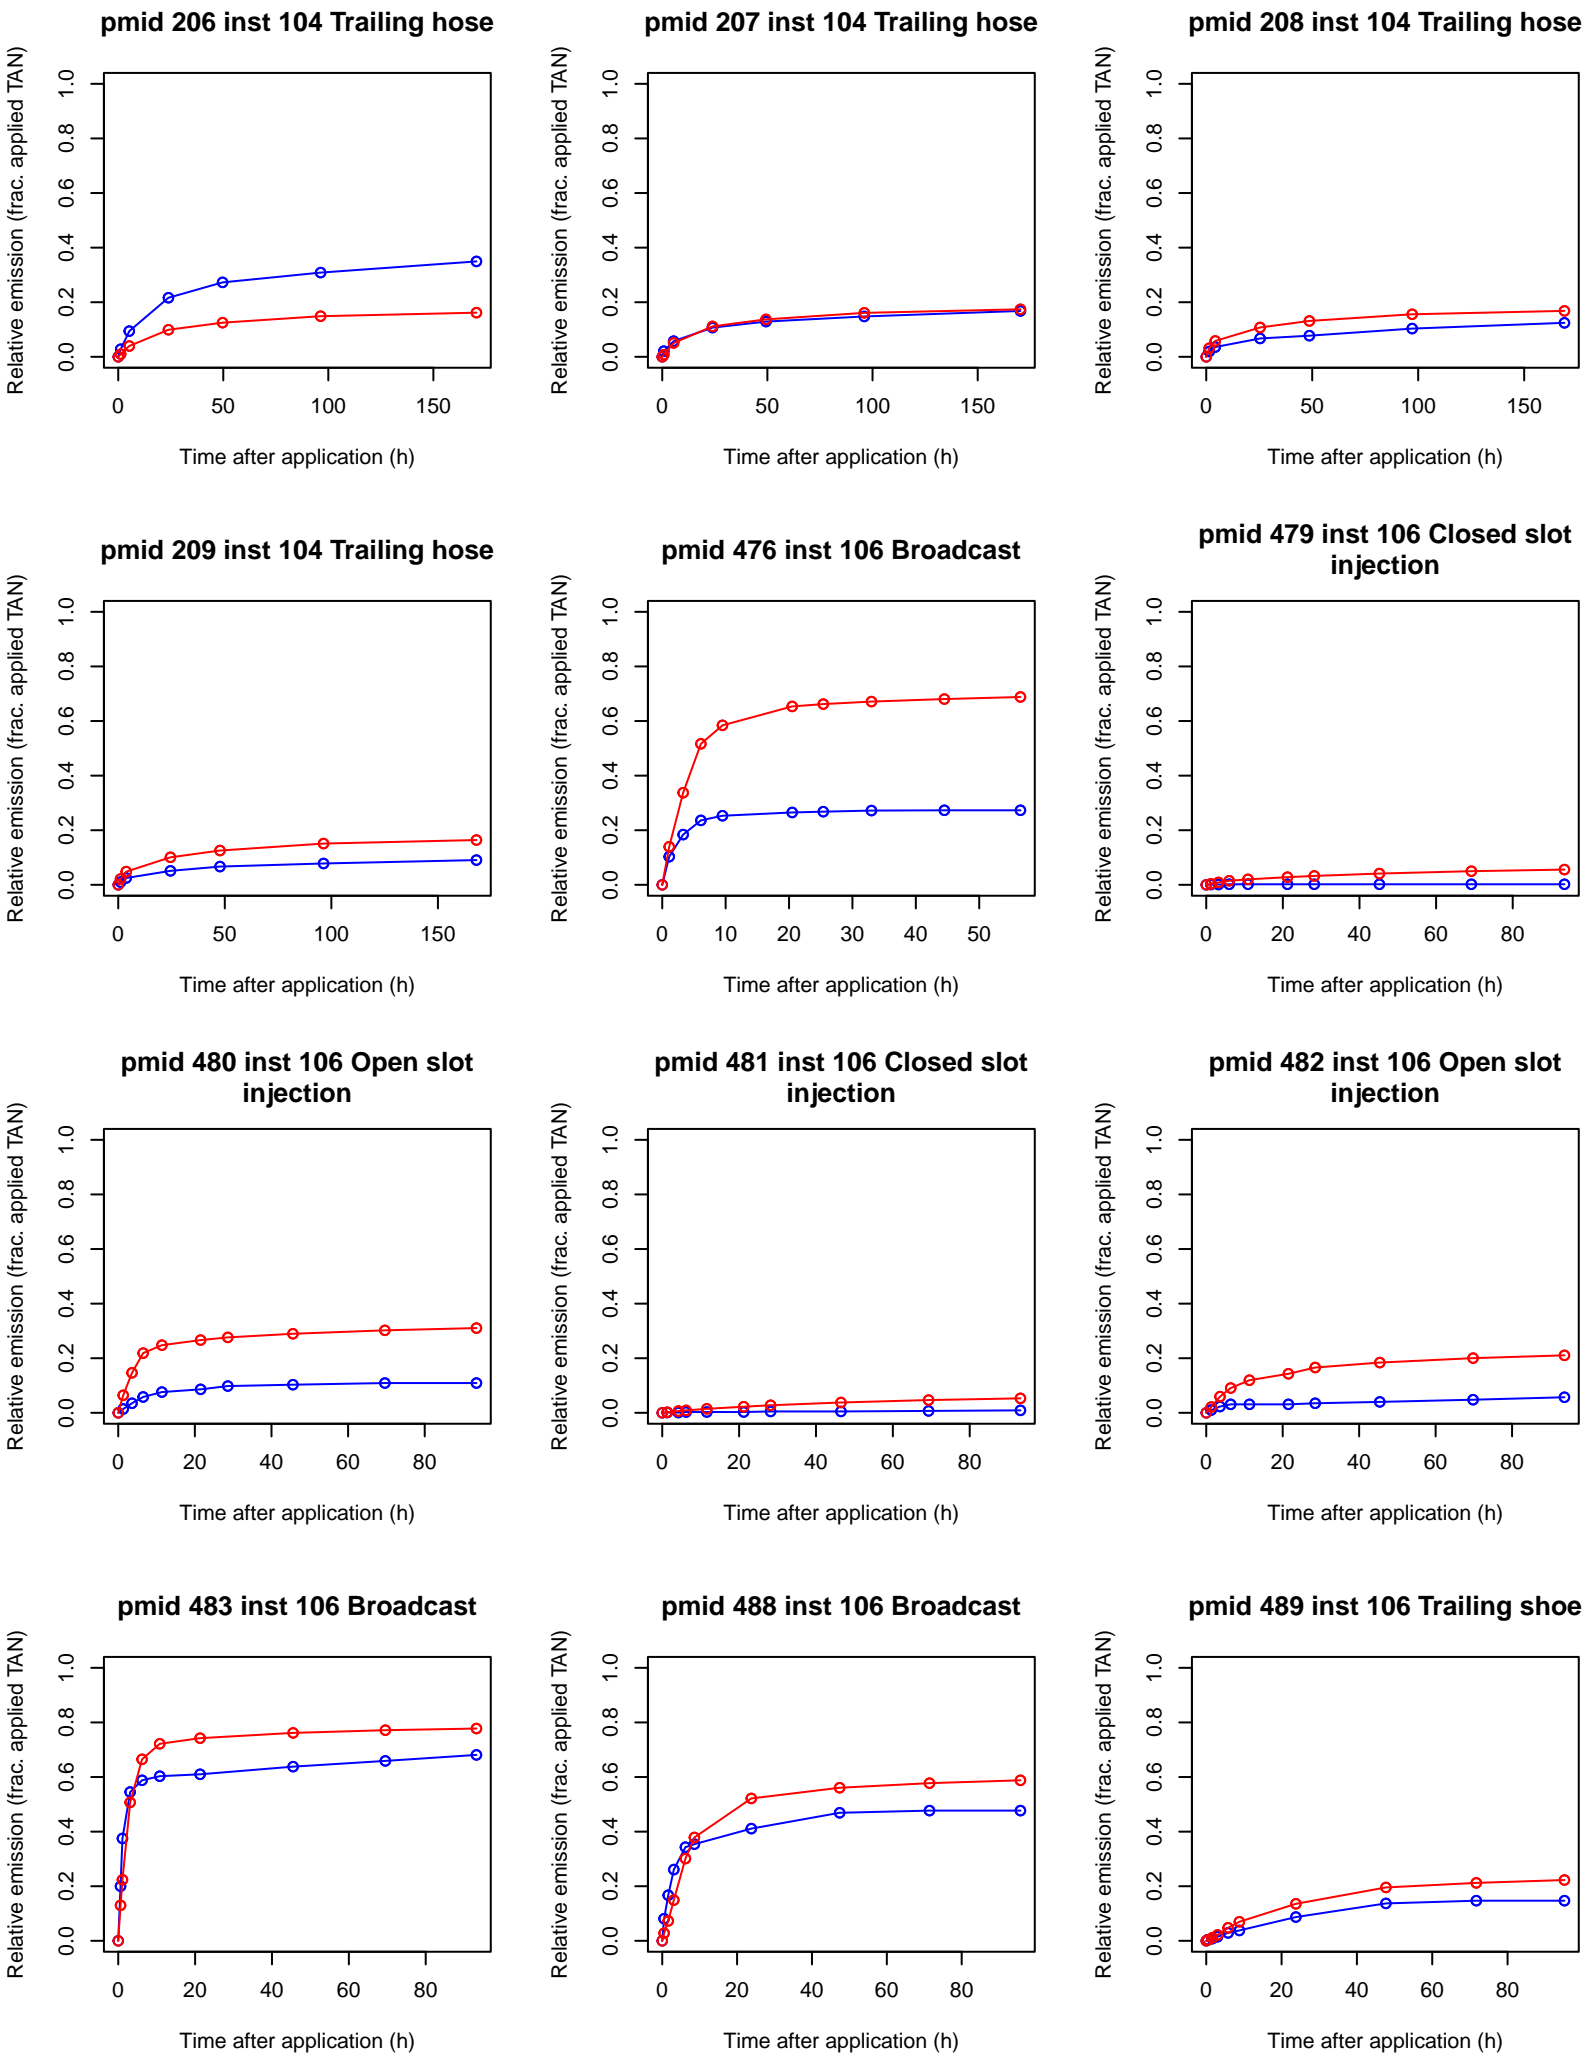 pmid 206 inst 104 Trailing hose
Relative emission (frac. applied TAN)
1.0
0.8
0.6
0.4
0.2
0.0
0 50 100 150
Time after application (h)
pmid 207 inst 104 Trailing hose
Relative emission (frac. applied TAN)
1.0
0.8
0.6
0.4
0.2
0.0
0 50 100 150
Time after application (h)
pmid 208 inst 104 Trailing hose
Relative emission (frac. applied TAN)
1.0
0.8
0.6
0.4
0.2
0.0
0 50 100 150
Time after application (h)
pmid 209 inst 104 Trailing hose
Relative emission (frac. applied TAN)
1.0
0.8
0.6
0.4
0.2
0.0
0 50 100 150
Time after application (h)
pmid 476 inst 106 Broadcast
Relative emission (frac. applied TAN)
1.0
0.8
0.6
0.4
0.2
0.0
0 10 20 30 40 50
Time after application (h)
pmid 479 inst 106 Closed slot
injection
Relative emission (frac. applied TAN)
1.0
0.8
0.6
0.4
0.2
0.0
0 20 40 60 80
Time after application (h)
pmid 480 inst 106 Open slot
injection
Relative emission (frac. applied TAN)
1.0
0.8
0.6
0.4
0.2
0.0
0 20 40 60 80
Time after application (h)
pmid 481 inst 106 Closed slot
injection
Relative emission (frac. applied TAN)
1.0
0.8
0.6
0.4
0.2
0.0
0 20 40 60 80
Time after application (h)
pmid 482 inst 106 Open slot
injection
Relative emission (frac. applied TAN)
1.0
0.8
0.6
0.4
0.2
0.0
0 20 40 60 80
Time after application (h)
pmid 483 inst 106 Broadcast
Relative emission (frac. applied TAN)
1.0
0.8
0.6
0.4
0.2
0.0
0 20 40 60 80
Time after application (h)
pmid 488 inst 106 Broadcast
Relative emission (frac. applied TAN)
1.0
0.8
0.6
0.4
0.2
0.0
0 20 40 60 80
Time after application (h)
pmid 489 inst 106 Trailing shoe
Relative emission (frac. applied TAN)
1.0
0.8
0.6
0.4
0.2
0.0
0 20 40 60 80
Time after application (h)